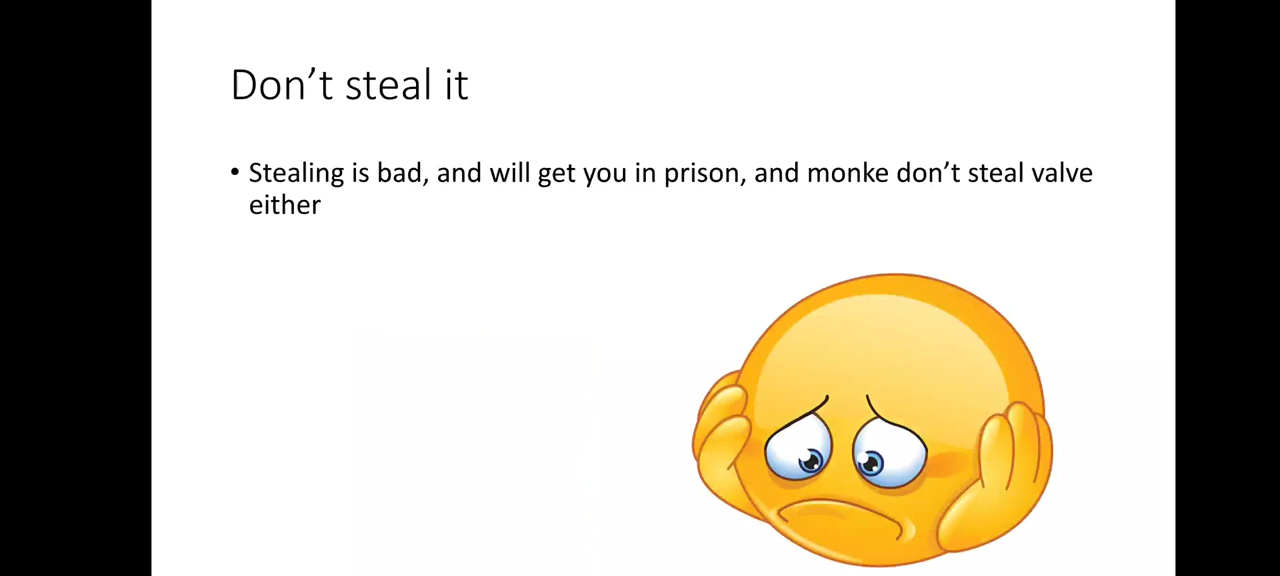 Don’t steal it
• Stealing is bad, and will get you in prison, and monke don’t steal valve
either